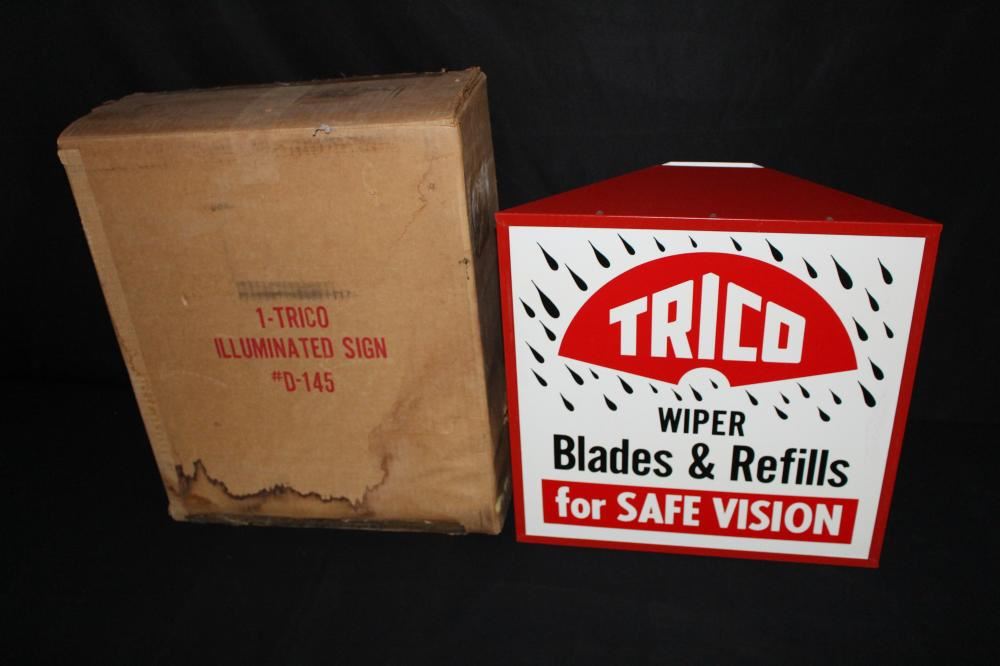 1-TRICO
ILLUMINATED SIGN
#D-145
TRICO
WIPER
Blades & Refills
for SAFE VISION